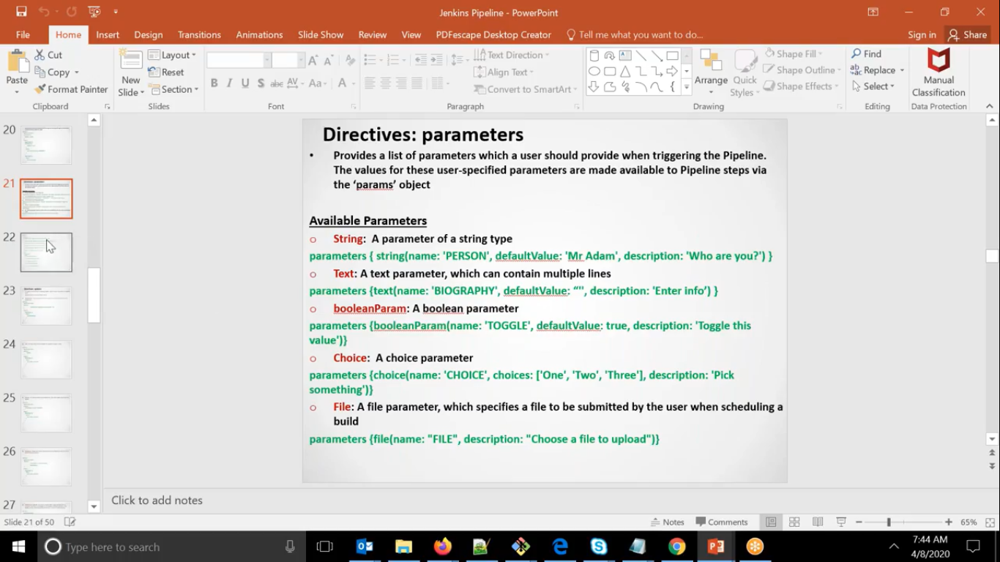 Jenkins Pipeline - PowerPoint
File Home Insert Design Transitions Animations Slide Show Review View PDFescape Desktop Creator Tell me what you want to do... Sign in Share
Paste
Cut
Copy
Format Painter
Clipboard
New Slide
Layout
Reset
Section
Slides
B I U S abc AV Aa A
Font
Text Direction
Align Text
Convert to SmartArt
Paragraph
Arrange
Quick Styles
Shape Fill
Shape Outline
Shape Effects
Drawing
Find
Replace
Select
Editing
Manual Classification
Data Protection
20
21
22
23
24
25
26
27
Directives: parameters
• Provides a list of parameters which a user should provide when triggering the Pipeline.
The values for these user-specified parameters are made available to Pipeline steps via
the ‘params’ object
Available Parameters
o String: A parameter of a string type
parameters { string(name: 'PERSON', defaultValue: 'Mr Adam', description: 'Who are you?') }
o Text: A text parameter, which can contain multiple lines
parameters {text(name: 'BIOGRAPHY', defaultValue: “'', description: 'Enter info’) }
o booleanParam: A boolean parameter
parameters {booleanParam(name: 'TOGGLE', defaultValue: true, description: 'Toggle this
value')}
o Choice: A choice parameter
parameters {choice(name: 'CHOICE', choices: ['One', 'Two', 'Three'], description: 'Pick
something')}
o File: A file parameter, which specifies a file to be submitted by the user when scheduling a
build
parameters {file(name: "FILE", description: "Choose a file to upload")}
Click to add notes
Slide 21 of 50
Notes Comments 65%
Type here to search
7:44 AM
4/8/2020